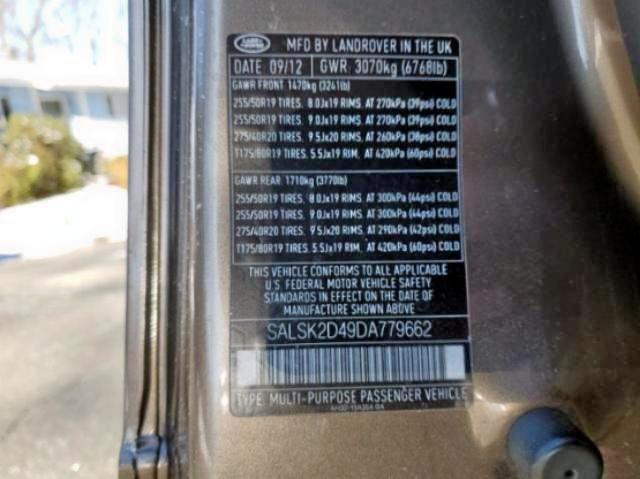 LAND ROVER
MFD BY LANDROVER IN THE UK
DATE 09/12 GWR. 3070kg (6768lb)
GAWR FRONT 1470kg (3241lb)
255/50R19 TIRES. 8.0Jx19 RIMS. AT 270kPa (39psi) COLD
255/50R19 TIRES. 9.0Jx19 RIMS. AT 270kPa (39psi) COLD
275/40R20 TIRES. 9.5Jx20 RIMS. AT 260kPa (38psi) COLD
T175/80R19 TIRES. 5.5Jx19 RIM. AT 420kPa (60psi) COLD
GAWR REAR 1710kg (3770lb)
255/50R19 TIRES. 8.0Jx19 RIMS. AT 300kPa (44psi) COLD
255/50R19 TIRES. 9.0Jx19 RIMS. AT 300kPa (44psi) COLD
275/40R20 TIRES. 9.5Jx20 RIMS. AT 290kPa (42psi) COLD
T175/80R19 TIRES. 5.5Jx19 RIM. AT 420kPa (60psi) COLD
THIS VEHICLE CONFORMS TO ALL APPLICABLE
U.S. FEDERAL MOTOR VEHICLE SAFETY
STANDARDS IN EFFECT ON THE DATE OF
MANUFACTURE SHOWN ABOVE
SALSK2D49DA779662
TYPE: MULTI-PURPOSE PASSENGER VEHICLE